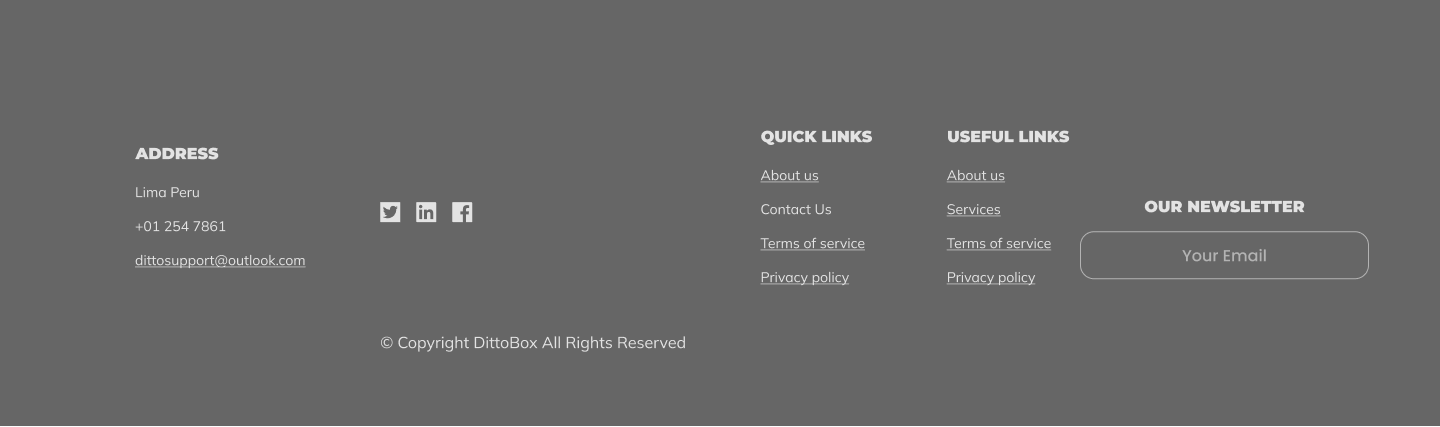 ADDRESS
Lima Peru
+01 254 7861
dittosupport@outlook.com
QUICK LINKS
About us
Contact Us
Terms of service
Privacy policy
USEFUL LINKS
About us
Services
Terms of service
Privacy policy
OUR NEWSLETTER
Your Email
© Copyright DittoBox All Rights Reserved